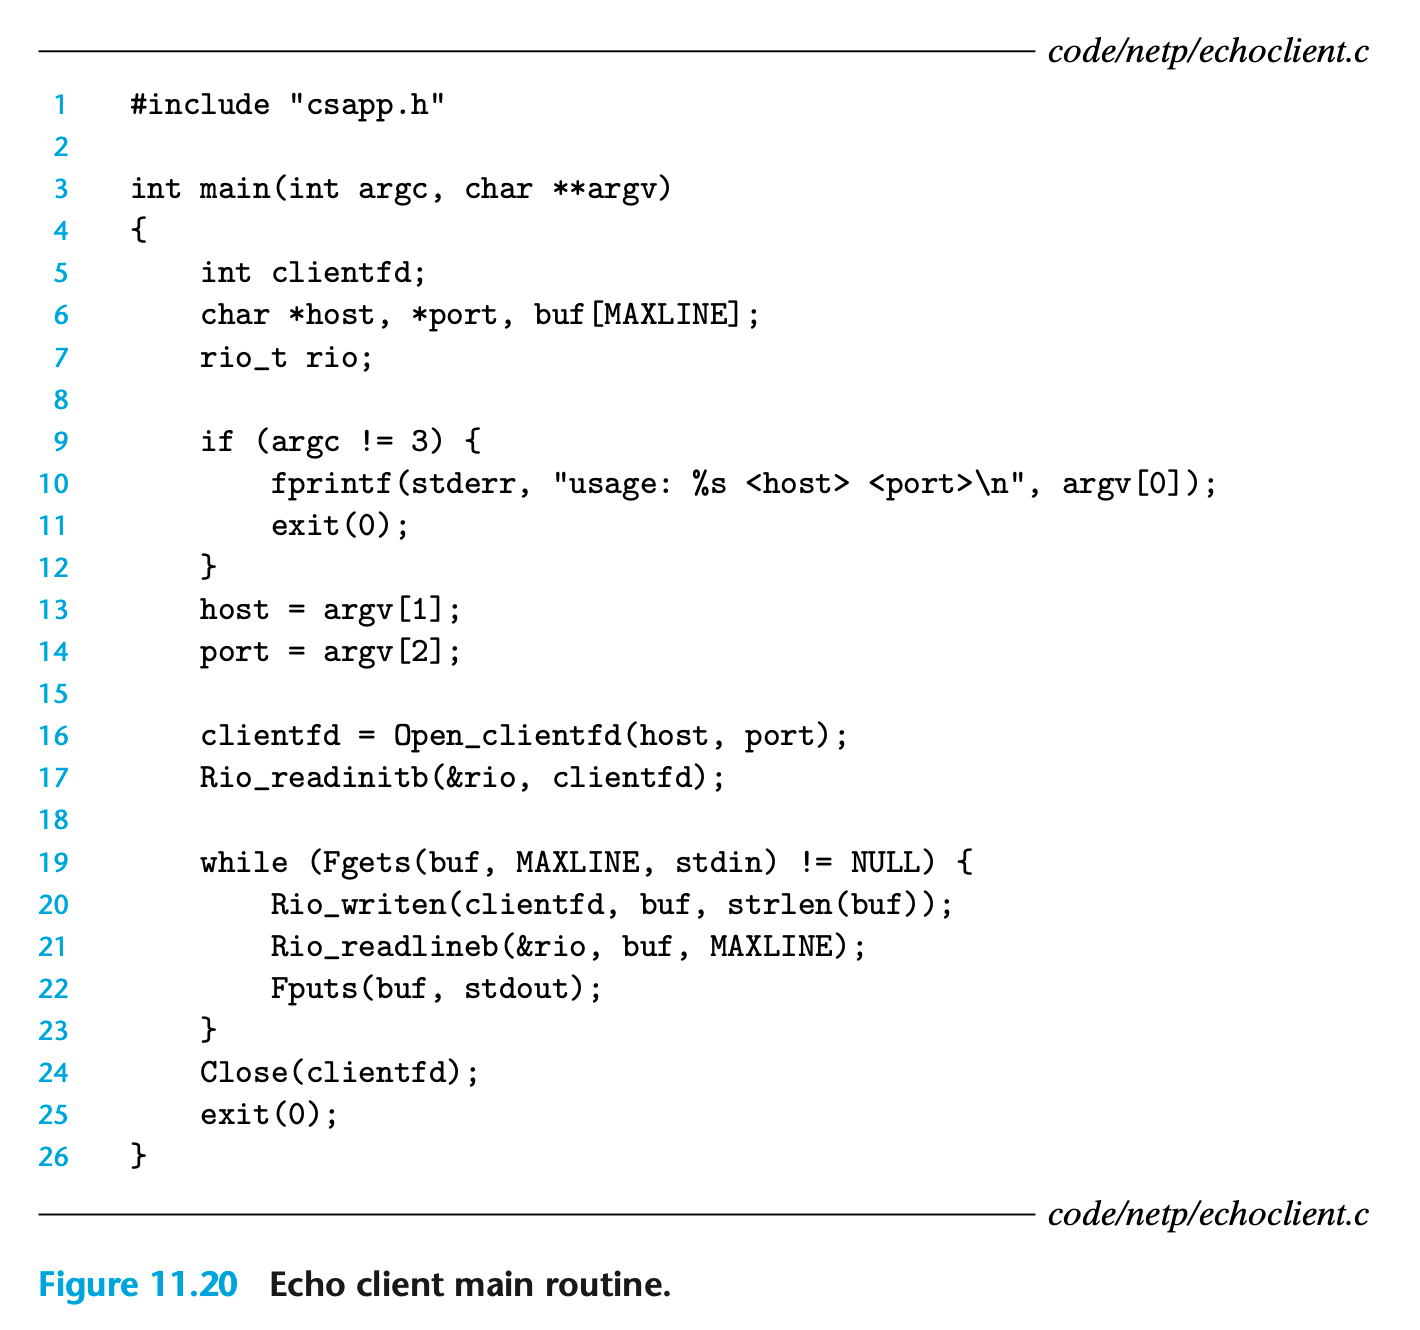 code/netp/echoclient.c
1 #include "csapp.h"
2
3 int main(int argc, char **argv)
4 {
5     int clientfd;
6     char *host, *port, buf[MAXLINE];
7     rio_t rio;
8
9     if (argc != 3) {
10         fprintf(stderr, "usage: %s <host> <port>\n", argv[0]);
11         exit(0);
12     }
13     host = argv[1];
14     port = argv[2];
15
16     clientfd = Open_clientfd(host, port);
17     Rio_readinitb(&rio, clientfd);
18
19     while (Fgets(buf, MAXLINE, stdin) != NULL) {
20         Rio_writen(clientfd, buf, strlen(buf));
21         Rio_readlineb(&rio, buf, MAXLINE);
22         Fputs(buf, stdout);
23     }
24     Close(clientfd);
25     exit(0);
26 }
code/netp/echoclient.c
Figure 11.20 Echo client main routine.